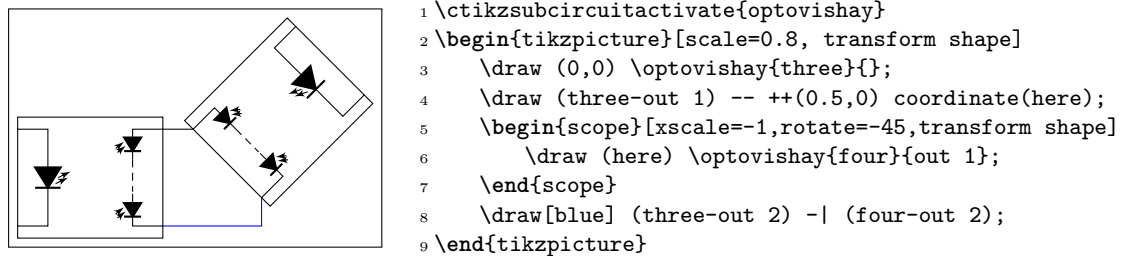 1 \ctikzsubcircuitactivate{optovishay}
2 \begin{tikzpicture}[scale=0.8, transform shape]
3     \draw (0,0) \optovishay{three}{};
4     \draw (three-out 1) -- ++(0.5,0) coordinate(here);
5     \begin{scope}[xscale=-1,rotate=-45,transform shape]
6         \draw (here) \optovishay{four}{out 1};
7     \end{scope}
8     \draw[blue] (three-out 2) -| (four-out 2);
9 \end{tikzpicture}